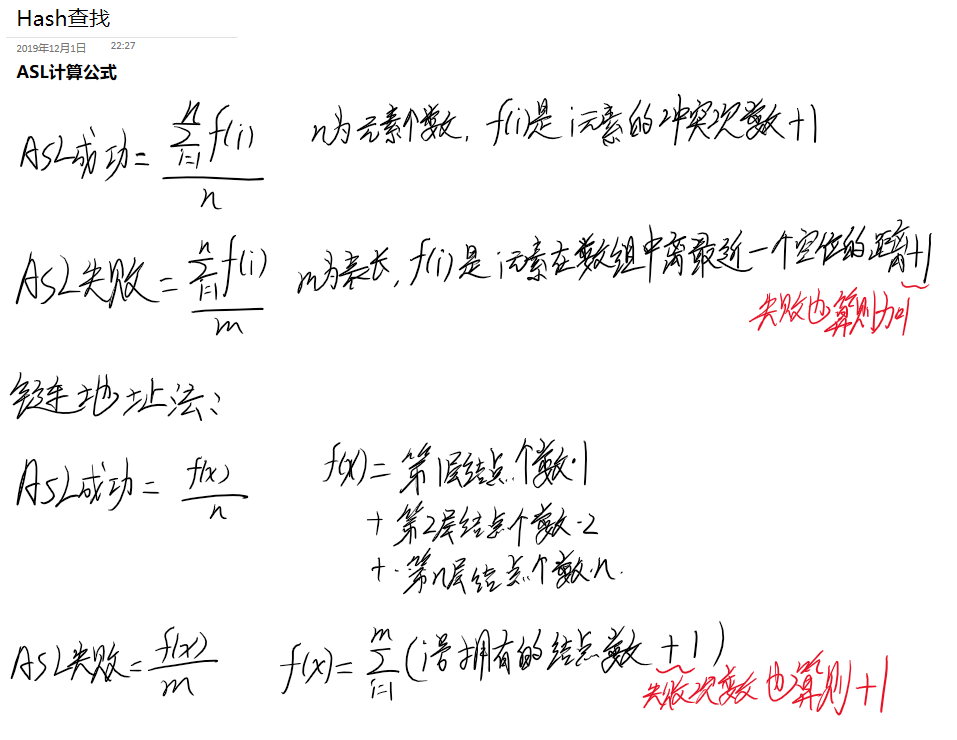 Hash查找
2019年12月1日 22:27
ASL计算公式
ASL成功 = \frac{\sum_{i=1}^{n} f(i)}{n} n为元素个数, f(i)是i元素的冲突次数+1
ASL失败 = \frac{\sum_{i=1}^{n} f(i)}{m} m为表长, f(i)是i元素在数组中离最近一个空位的距离+1
失败也算则为+1
链地址法:
ASL成功 = \frac{f(x)}{n} f(x) = 第1层结点个数·1
+ 第2层结点个数·2
+ 第n层结点个数·n.
ASL失败 = \frac{f(x)}{m} f(x) = \sum_{i=1}^{m} (i号拥有的结点数 + 1)
失败次数也算则+1